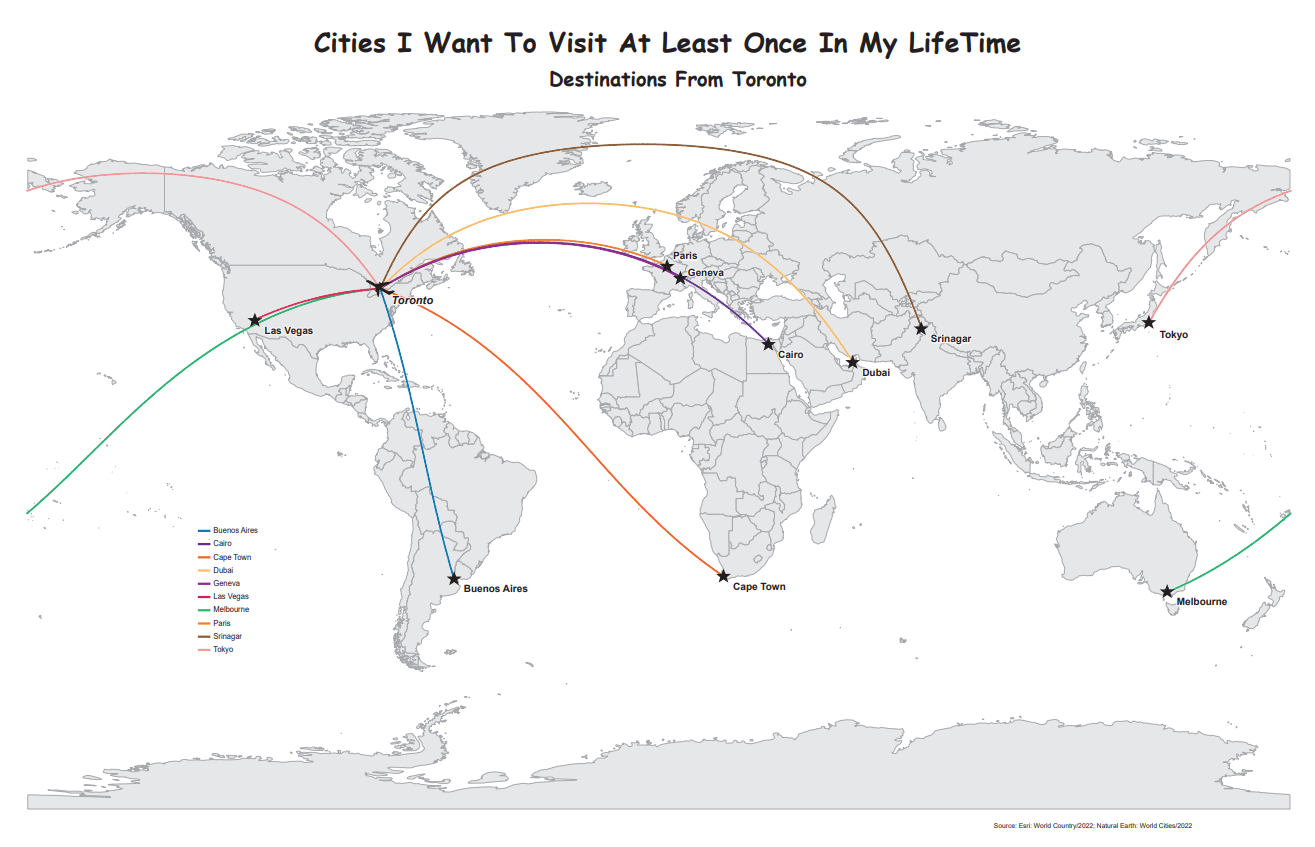 Cities I Want To Visit At Least Once In My LifeTime
Destinations From Toronto
Paris
Geneva
Toronto
Las Vegas
Srinagar
Tokyo
Cairo
Dubai
Buenos Aires
Cairo
Cape Town
Dubai
Geneva
Las Vegas
Melbourne
Paris
Srinagar
Tokyo
Buenos Aires
Cape Town
Melbourne
Source: Esri: World Country/2022; Natural Earth: World Cities/2022